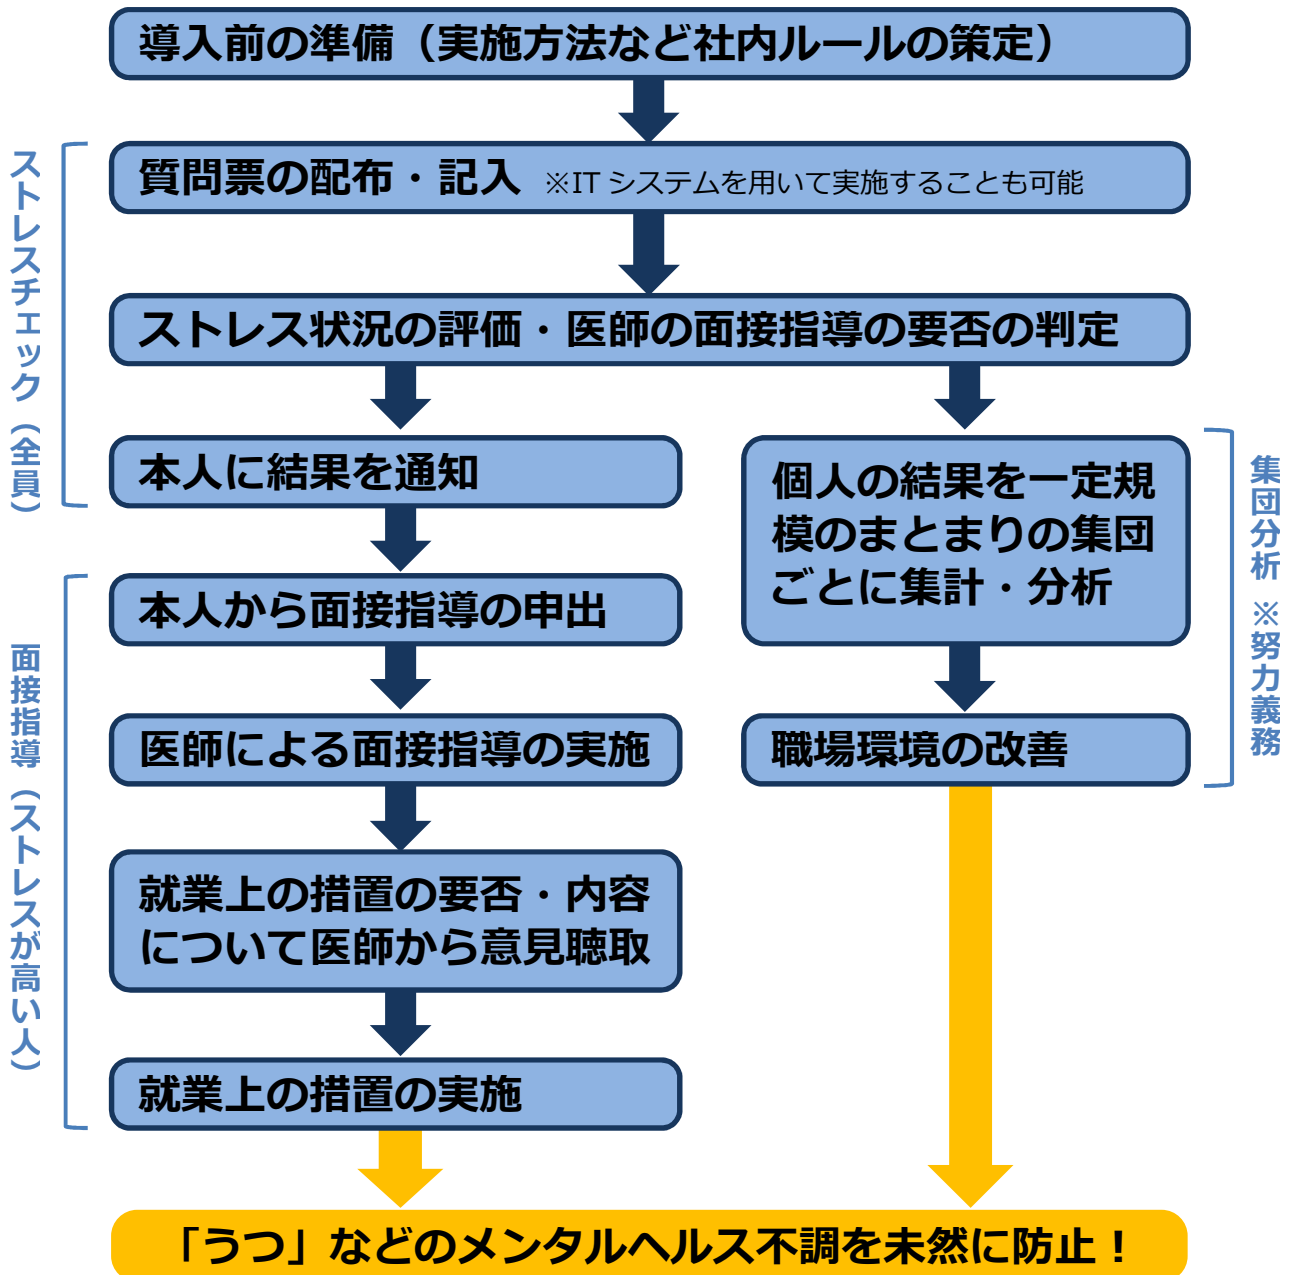 導入前の準備（実施方法など社内ルールの策定）
ストレスチェック（全員）
質問票の配布・記入 ※IT システムを用いて実施することも可能
ストレス状況の評価・医師の面接指導の要否の判定
本人に結果を通知
面接指導（ストレスが高い人）
本人から面接指導の申出
医師による面接指導の実施
就業上の措置の要否・内容
について医師から意見聴取
就業上の措置の実施
個人の結果を一定規
模のまとまりの集団
ごとに集計・分析
職場環境の改善
集団分析 ※努力義務
「うつ」などのメンタルヘルス不調を未然に防止！